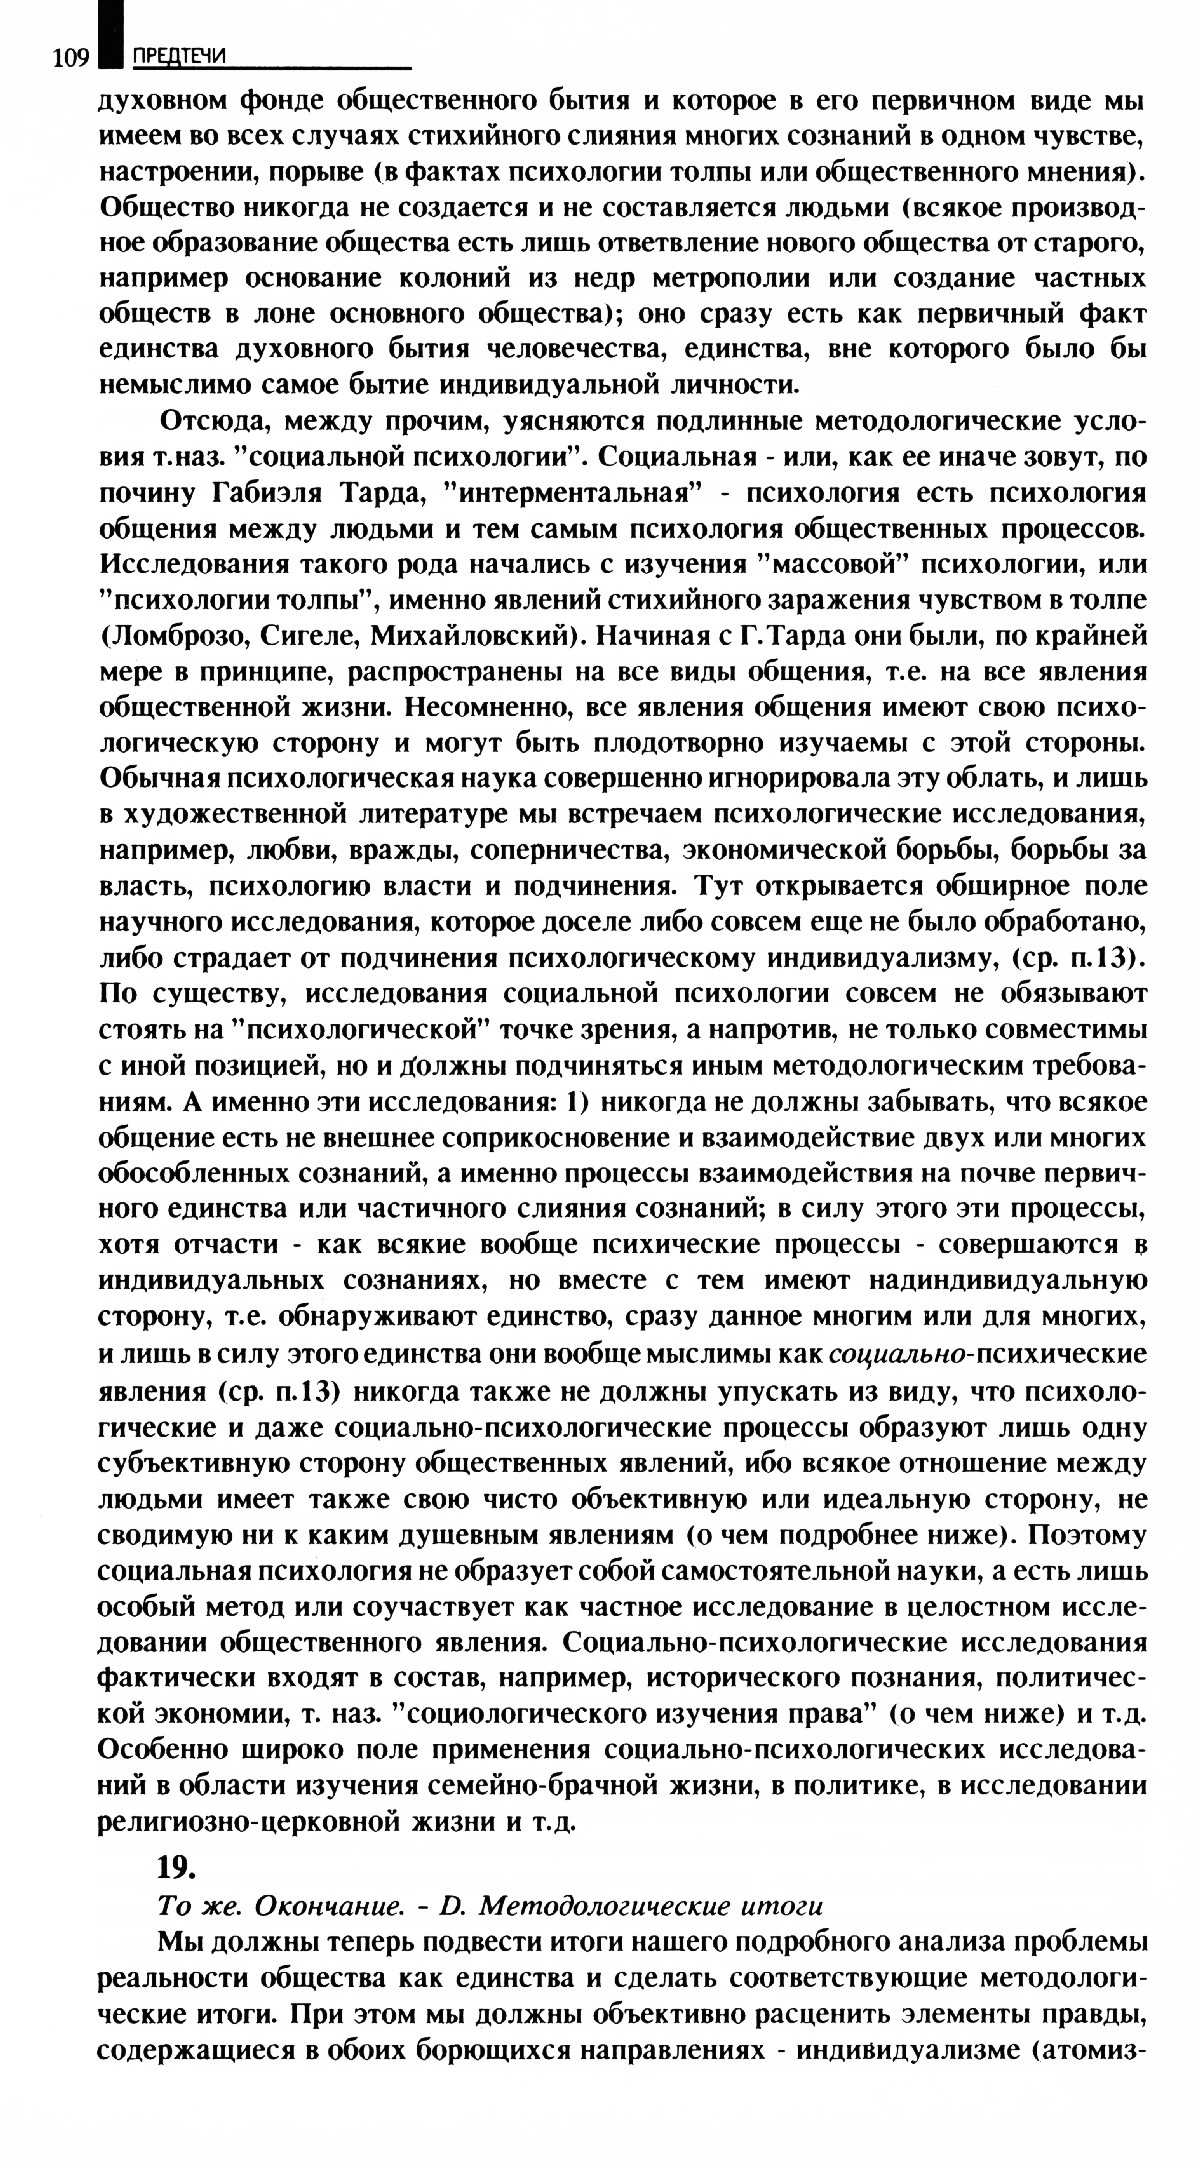 109 ПРЕДТЕЧИ
духовном фонде общественного бытия и которое в его первичном виде мы
имеем во всех случаях стихийного слияния многих сознаний в одном чувстве,
настроении, порыве (в фактах психологии толпы или общественного мнения).
Общество никогда не создается и не составляется людьми (всякое производ-
ное образование общества есть лишь ответвление нового общества от старого,
например основание колоний из недр метрополии или создание частных
обществ в лоне основного общества); оно сразу есть как первичный факт
единства духовного бытия человечества, единства, вне которого было бы
немыслимо самое бытие индивидуальной личности.
Отсюда, между прочим, уясняются подлинные методологические усло-
вия т.наз. "социальной психологии". Социальная - или, как ее иначе зовут, по
почину Габиэля Тарда, "интерментальная" - психология есть психология
общения между людьми и тем самым психология общественных процессов.
Исследования такого рода начались с изучения "массовой" психологии, или
"психологии толпы", именно явлений стихийного заражения чувством в толпе
(Ломброзо, Сигеле, Михайловский). Начиная с Г.Тарда они были, по крайней
мере в принципе, распространены на все виды общения, т.е. на все явления
общественной жизни. Несомненно, все явления общения имеют свою психо-
логическую сторону и могут быть плодотворно изучаемы с этой стороны.
Обычная психологическая наука совершенно игнорировала эту облать, и лишь
в художественной литературе мы встречаем психологические исследования,
например, любви, вражды, соперничества, экономической борьбы, борьбы за
власть, психологию власти и подчинения. Тут открывается обширное поле
научного исследования, которое доселе либо совсем еще не было обработано,
либо страдает от подчинения психологическому индивидуализму, (ср. п.13).
По существу, исследования социальной психологии совсем не обязывают
стоять на "психологической" точке зрения, а напротив, не только совместимы
с иной позицией, но и должны подчиняться иным методологическим требова-
ниям. А именно эти исследования: 1) никогда не должны забывать, что всякое
общение есть не внешнее соприкосновение и взаимодействие двух или многих
обособленных сознаний, а именно процессы взаимодействия на почве первич-
ного единства или частичного слияния сознаний; в силу этого эти процессы,
хотя отчасти - как всякие вообще психические процессы - совершаются в
индивидуальных сознаниях, но вместе с тем имеют надиндивидуальную
сторону, т.е. обнаруживают единство, сразу данное многим или для многих,
и лишь в силу этого единства они вообще мыслимы как социально-психические
явления (ср. п.13) никогда также не должны упускать из виду, что психоло-
гические и даже социально-психологические процессы образуют лишь одну
субъективную сторону общественных явлений, ибо всякое отношение между
людьми имеет также свою чисто объективную или идеальную сторону, не
сводимую ни к каким душевным явлениям (о чем подробнее ниже). Поэтому
социальная психология не образует собой самостоятельной науки, а есть лишь
особый метод или соучаствует как частное исследование в целостном иссле-
довании общественного явления. Социально-психологические исследования
фактически входят в состав, например, исторического познания, политичес-
кой экономии, т. наз. "социологического изучения права" (о чем ниже) и т.д.
Особенно широко поле применения социально-психологических исследова-
ний в области изучения семейно-брачной жизни, в политике, в исследовании
религиозно-церковной жизни и т.д.
19.
То же. Окончание. - D. Методологические итоги
Мы должны теперь подвести итоги нашего подробного анализа проблемы
реальности общества как единства и сделать соответствующие методологи-
ческие итоги. При этом мы должны объективно расценить элементы правды,
содержащиеся в обоих борющихся направлениях - индивидуализме (атомиз-